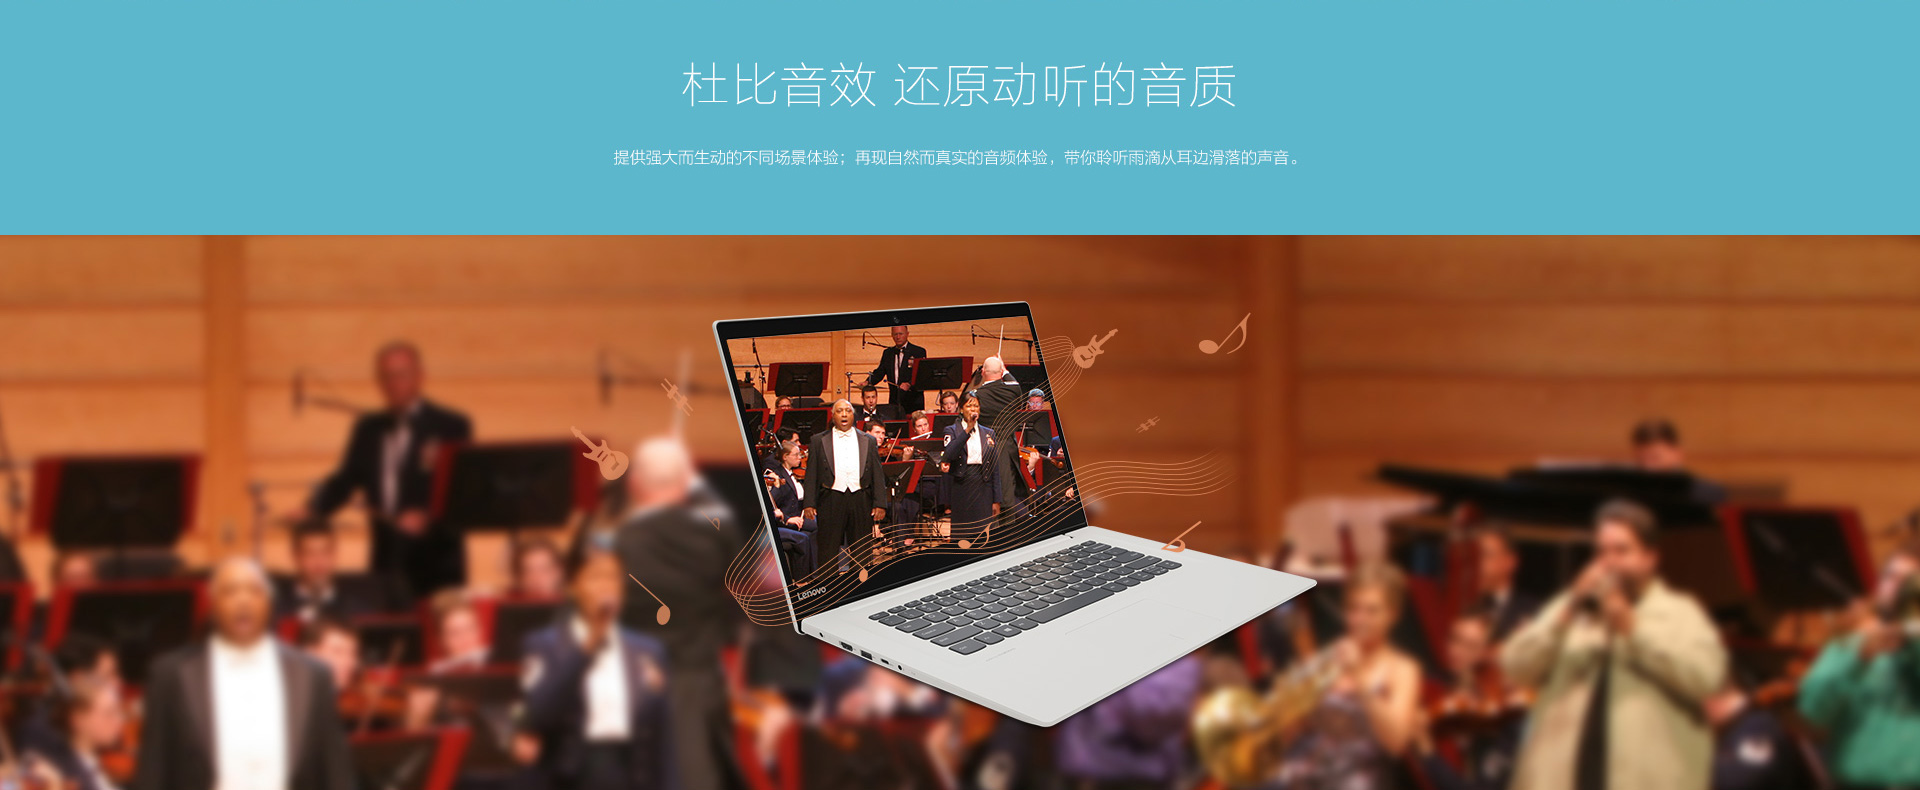 杜比音效 还原动听的音质
提供强大而生动的不同场景体验；再现自然而真实的音频体验，带你聆听雨滴从耳边滑落的声音。
Lenovo